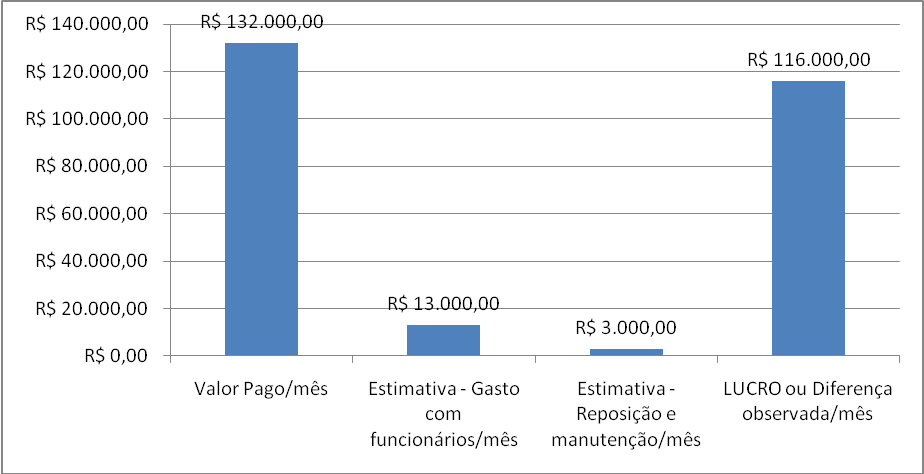 R$ 140.000,00
R$ 120.000,00
R$ 100.000,00
R$ 80.000,00
R$ 60.000,00
R$ 40.000,00
R$ 20.000,00
R$ 0,00
R$ 132.000,00
R$ 13.000,00
R$ 3.000,00
R$ 116.000,00
Valor Pago/mês
Estimativa - Gasto
com
funcionários/mês
Estimativa -
Reposição e
manutenção/mês
LUCRO ou Diferença
observada/mês